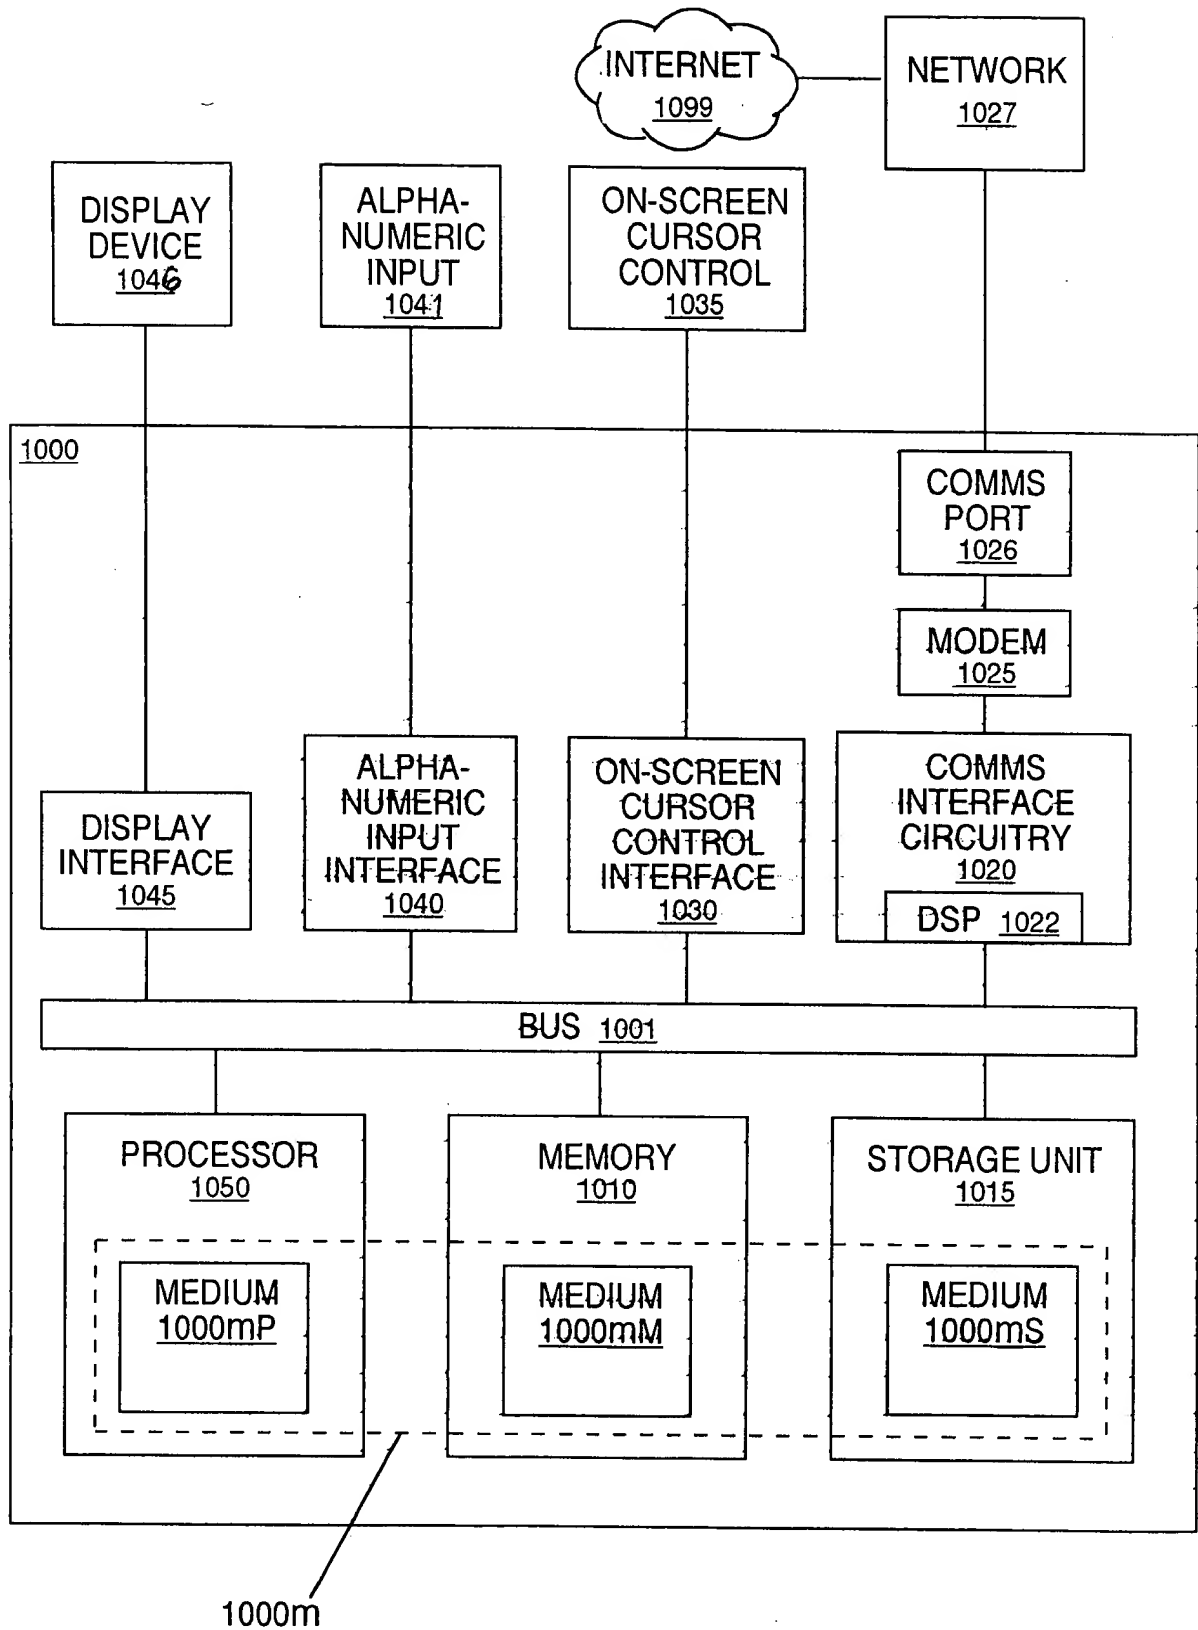 INTERNET
1099
NETWORK
1027
DISPLAY
DEVICE
1046
ALPHA-
NUMERIC
INPUT
1041
ON-SCREEN
CURSOR
CONTROL
1035
1000
COMMS
PORT
1026
MODEM
1025
DISPLAY
INTERFACE
1045
ALPHA-
NUMERIC
INPUT
INTERFACE
1040
ON-SCREEN
CURSOR
CONTROL
INTERFACE
1030
COMMS
INTERFACE
CIRCUITRY
1020
DSP 1022
BUS 1001
PROCESSOR
1050
MEMORY
1010
STORAGE UNIT
1015
MEDIUM
1000mP
MEDIUM
1000mM
MEDIUM
1000mS
1000m